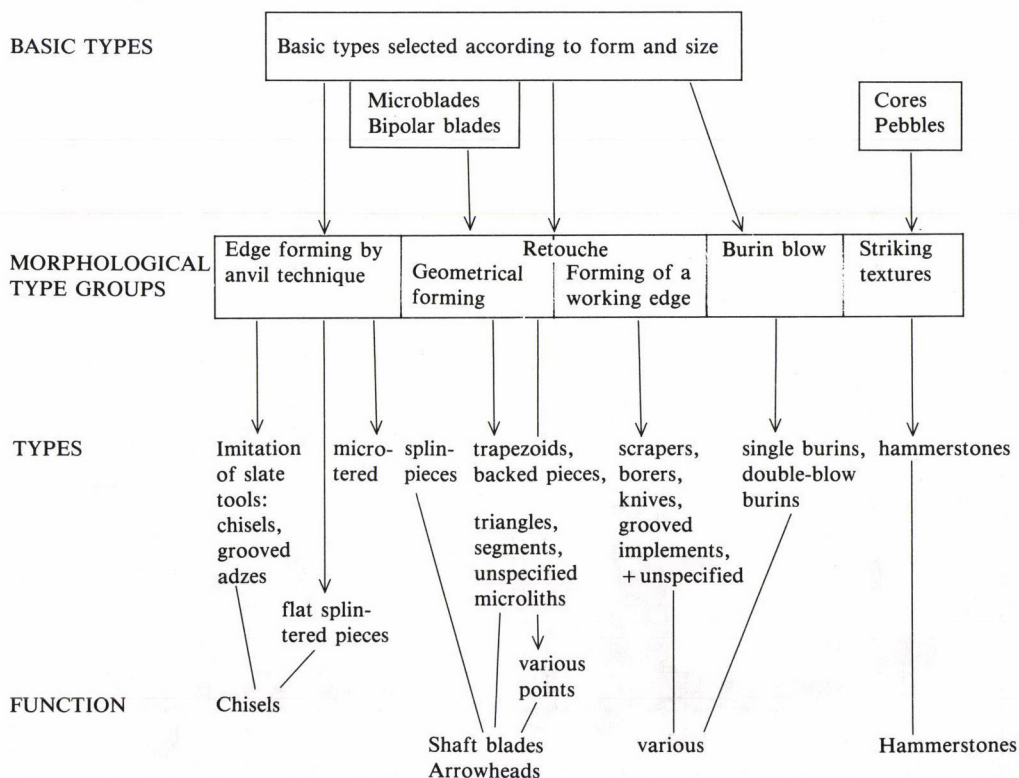 BASIC TYPES
Basic types selected according to form and size
Microblades
Bipolar blades
Cores
Pebbles
MORPHOLOGICAL
TYPE GROUPS
Edge forming by
anvil technique
Retouche
Geometrical
forming
Forming of a
working edge
Burin blow
Striking
textures
TYPES
Imitation
of slate
tools:
chisels,
grooved
adzes
flat splin-
tered pieces
micro- splin-
tered pieces
trapezoids,
backed pieces,
triangles,
segments,
unspecified
microliths
various
points
scrapers,
borers,
knives,
grooved
implements,
+ unspecified
single burins,
double-blow
burins
hammerstones
FUNCTION
Chisels
Shaft blades
Arrowheads
various
Hammerstones